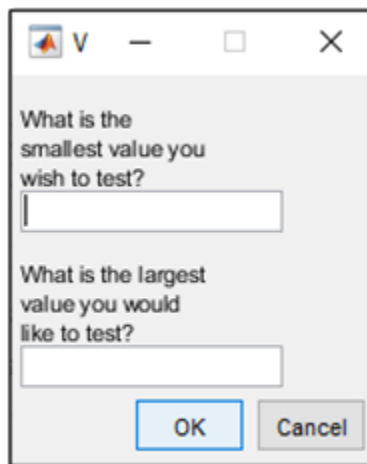 V
What is the
smallest value you
wish to test?
What is the largest
value you would
like to test?
OK
Cancel